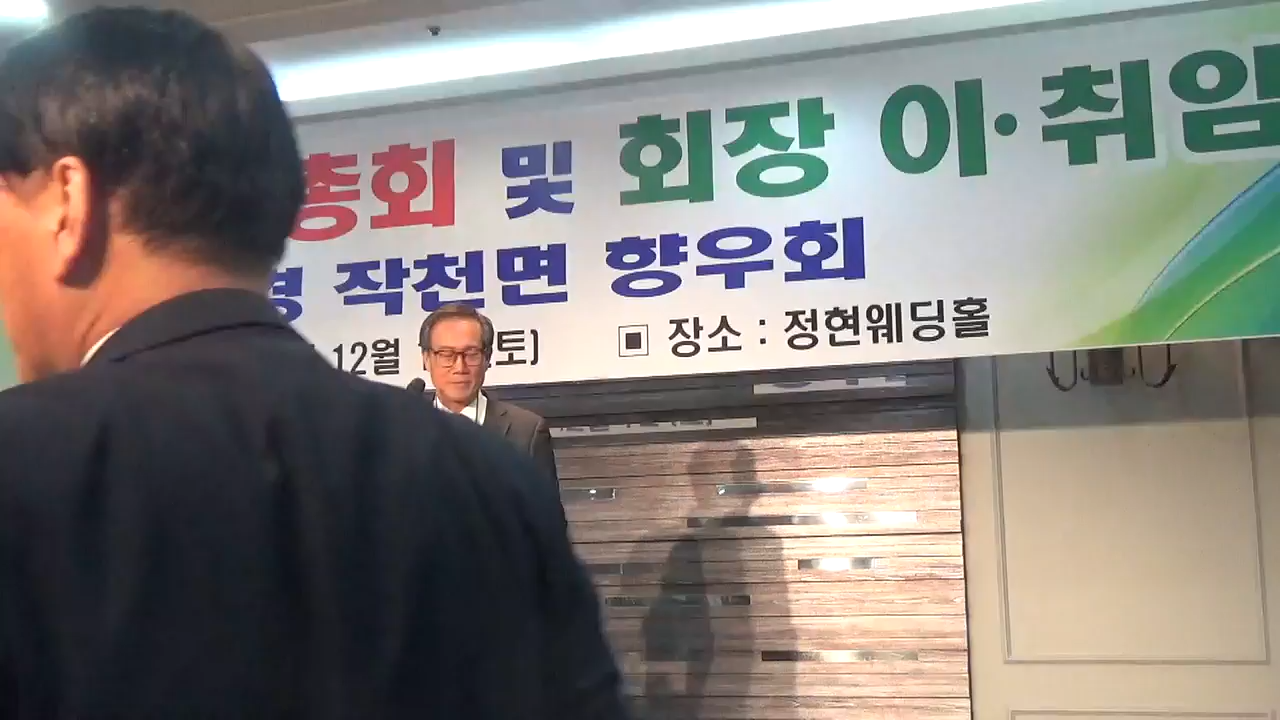 총회 및 회장 이·취임
작천면 향우회
12월 토) ▣ 장소 : 정현웨딩홀